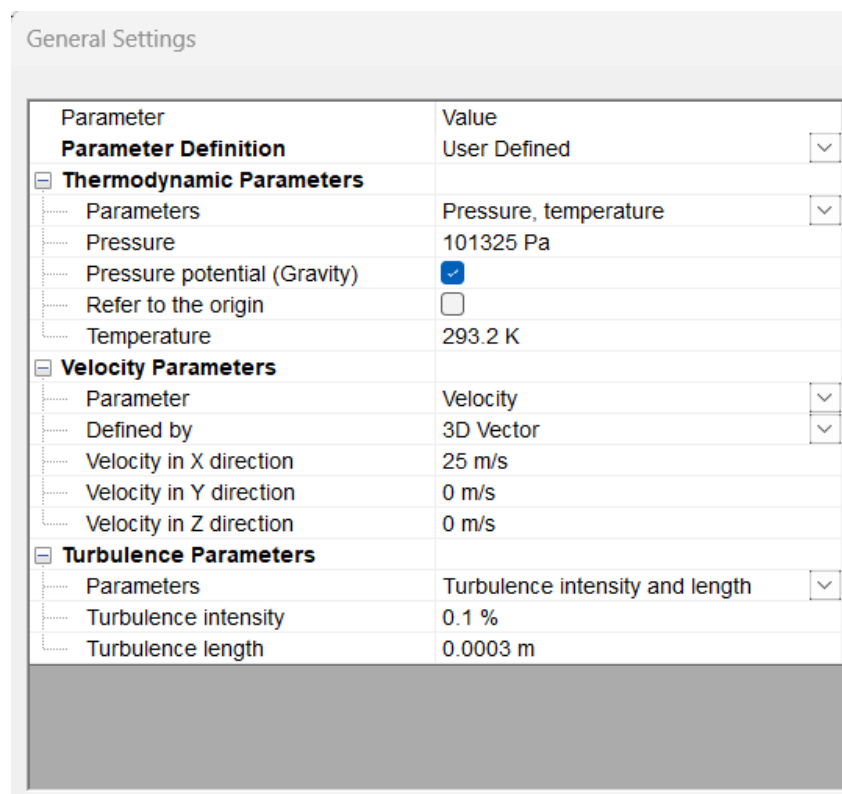 General Settings
Parameter Value
Parameter Definition User Defined
Thermodynamic Parameters
Parameters Pressure, temperature
Pressure 101325 Pa
Pressure potential (Gravity)
Refer to the origin
Temperature 293.2 K
Velocity Parameters
Parameter Velocity
Defined by 3D Vector
Velocity in X direction 25 m/s
Velocity in Y direction 0 m/s
Velocity in Z direction 0 m/s
Turbulence Parameters
Parameters Turbulence intensity and length
Turbulence intensity 0.1 %
Turbulence length 0.0003 m